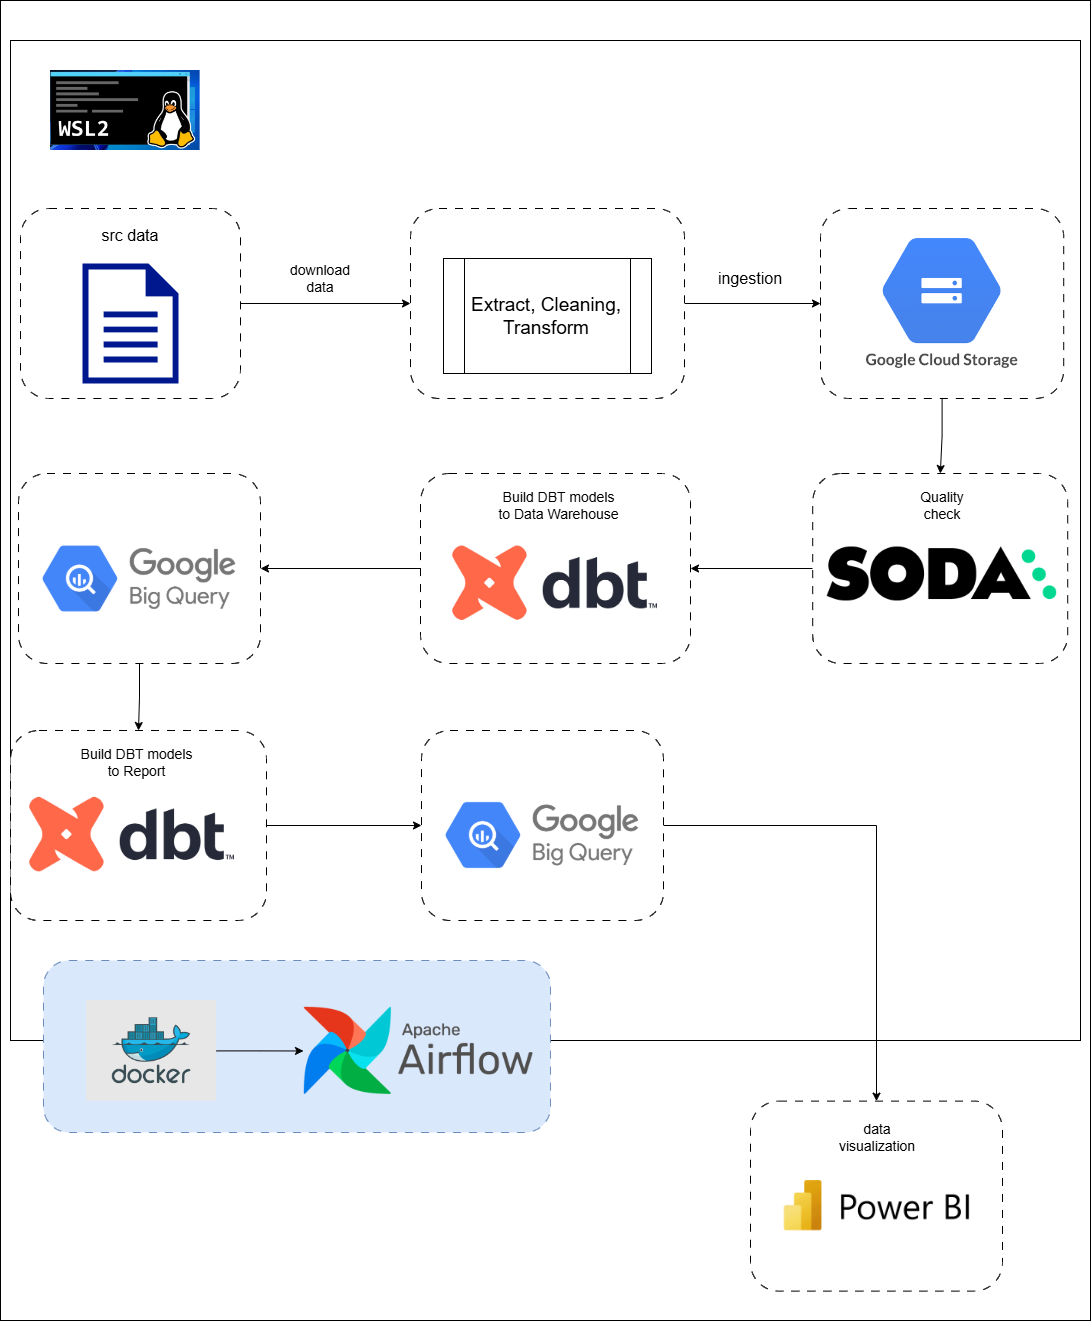 WSL2
src data
download
data
Extract, Cleaning,
Transform
ingestion
Google Cloud Storage
Google
Big Query
Build DBT models
to Data Warehouse
dbt™
Quality
check
SODA
Build DBT models
to Report
dbt™
Google
Big Query
docker
Apache
Airflow
data
visualization
Power BI